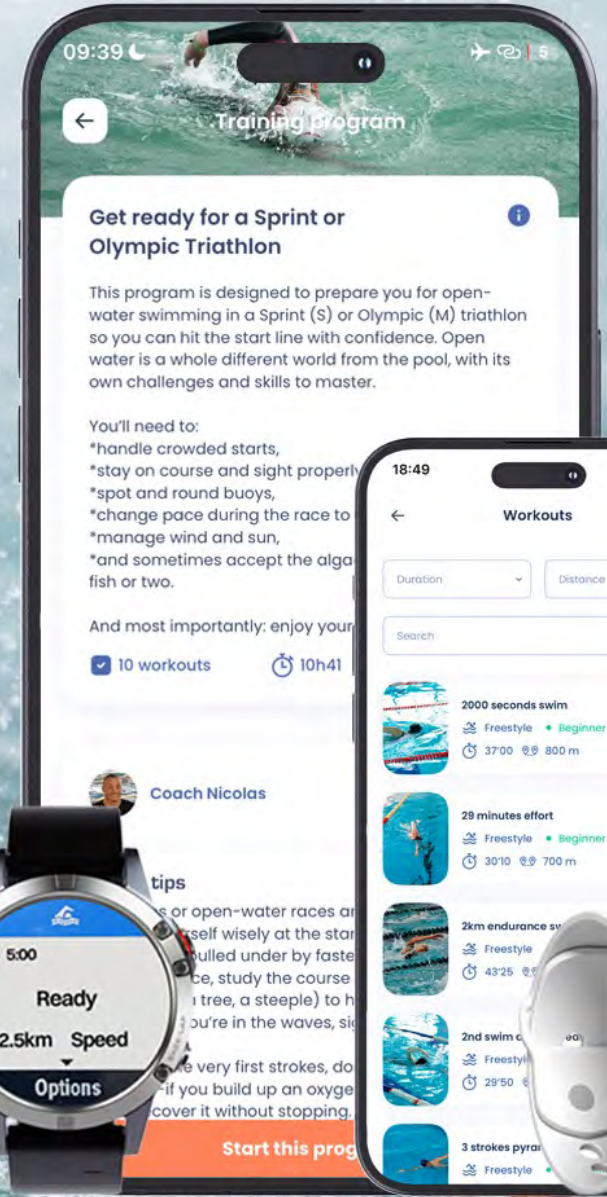 09:39
5
Training program
Get ready for a Sprint or
Olympic Triathlon
This program is designed to prepare you for open-
water swimming in a Sprint (S) or Olympic (M) triathlon
so you can hit the start line with confidence. Open
water is a whole different world from the pool, with its
own challenges and skills to master.
You'll need to:
*handle crowded starts,
*stay on course and sight properly
*spot and round buoys,
*change pace during the race to
*manage wind and sun,
*and sometimes accept the alga
fish or two.
And most importantly: enjoy your
10 workouts
10h41
Coach Nicolas
tips
or open-water races
wisely at the star
pulled under by faste
study the course
tree, a steeple) to h
ou're in the waves,
very first strokes, do
-if you build up an oxyge
cover it without stopping.
Start this prog
18:49
Workouts
Duration
Distance
Search
2000 seconds swim
Freestyle • Beginner
37'00 800 m
29 minutes effort
Freestyle • Beginner
30'10 700 m
2km endurance sw
Freestyle
43'25
2nd swim
Freestyl
29'50
3 strokes pyra
Freestyle
5:00
Ready
2.5km Speed
Options